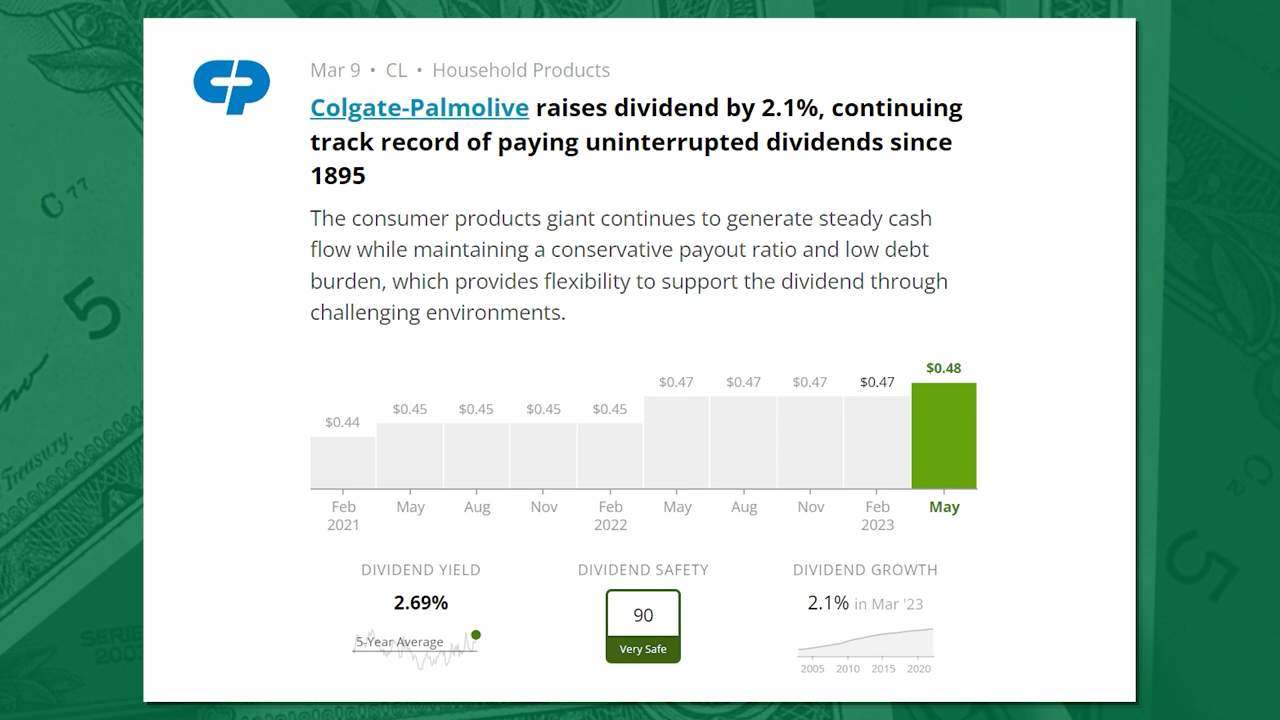 Mar 9 • CL • Household Products
Colgate-Palmolive raises dividend by 2.1%, continuing
track record of paying uninterrupted dividends since
1895
The consumer products giant continues to generate steady cash
flow while maintaining a conservative payout ratio and low debt
burden, which provides flexibility to support the dividend through
challenging environments.
$0.44 $0.45 $0.45 $0.45 $0.45 $0.47 $0.47 $0.47 $0.47 $0.48
Feb May Aug Nov Feb May Aug Nov Feb May
2021 2022 2023
DIVIDEND YIELD DIVIDEND SAFETY DIVIDEND GROWTH
2.69% 90 2.1% in Mar '23
5-Year Average Very Safe
2005 2010 2015 2020
5
Treasury.
SERIES
5